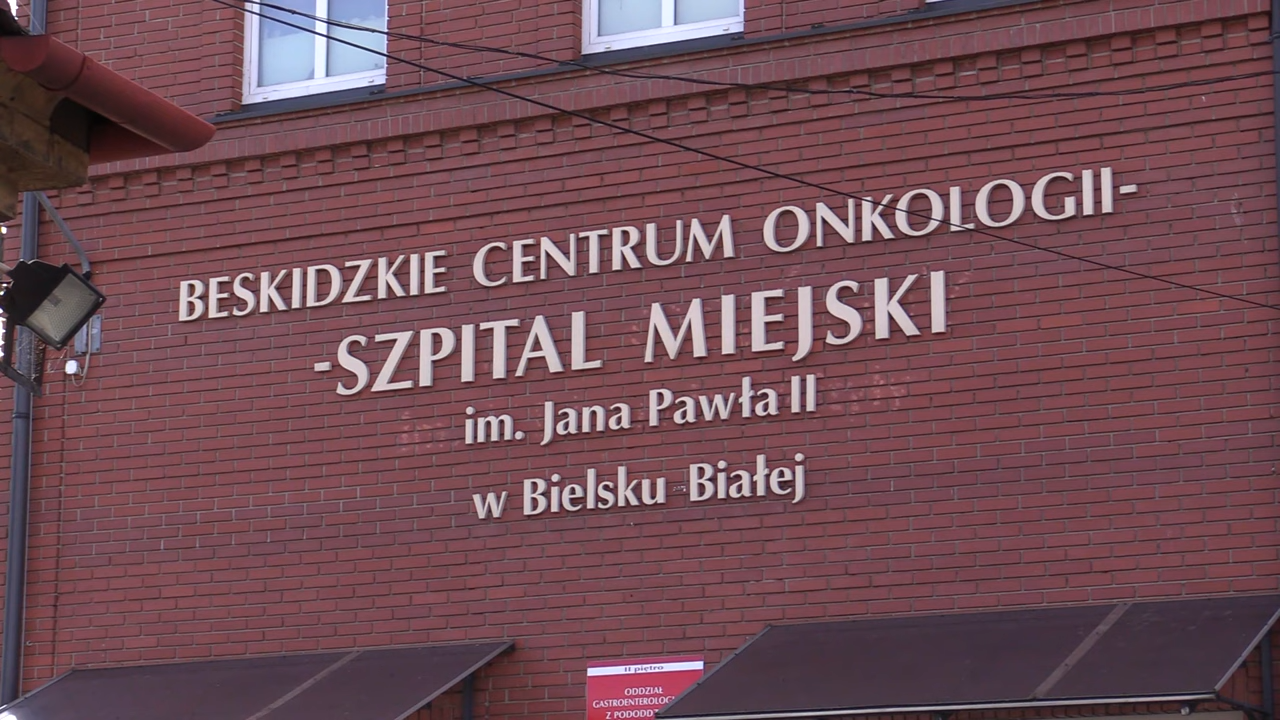 BESKIDZKIE CENTRUM ONKOLOGII-
-SZPITAL MIEJSKI
im. Jana Pawła II
w Bielsku Białej
II piętro
ODDZIAŁ
Z